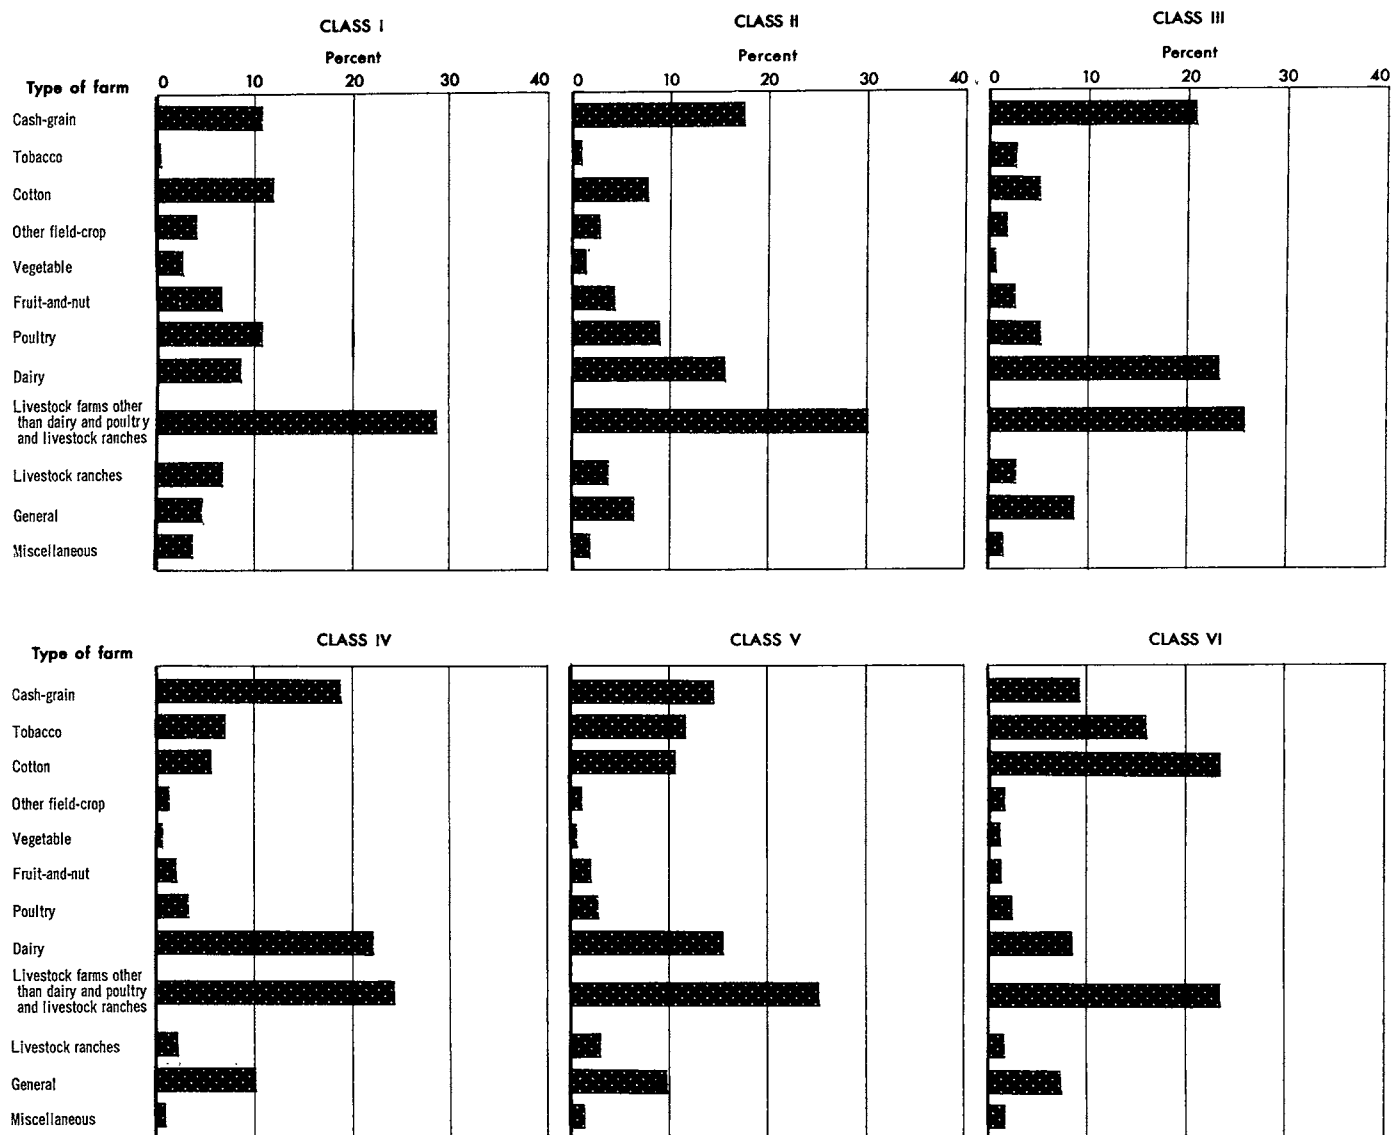 CLASS I
CLASS II
CLASS III
Percent
Percent
Percent
Type of farm
0 10 20 30 40
0 10 20 30 40
0 10 20 30 40
Cash-grain
Tobacco
Cotton
Other field-crop
Vegetable
Fruit-and-nut
Poultry
Dairy
Livestock farms other
than dairy and poultry
and livestock ranches
Livestock ranches
General
Miscellaneous
Type of farm
CLASS IV
CLASS V
CLASS VI
Cash-grain
Tobacco
Cotton
Other field-crop
Vegetable
Fruit-and-nut
Poultry
Dairy
Livestock farms other
than dairy and poultry
and livestock ranches
Livestock ranches
General
Miscellaneous